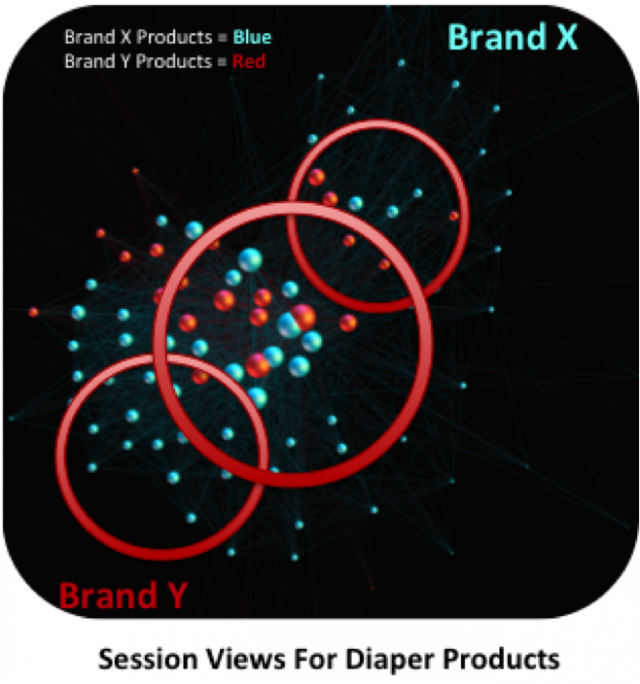 Brand X Products = Blue
Brand Y Products = Red
Brand X
Brand Y
Session Views For Diaper Products